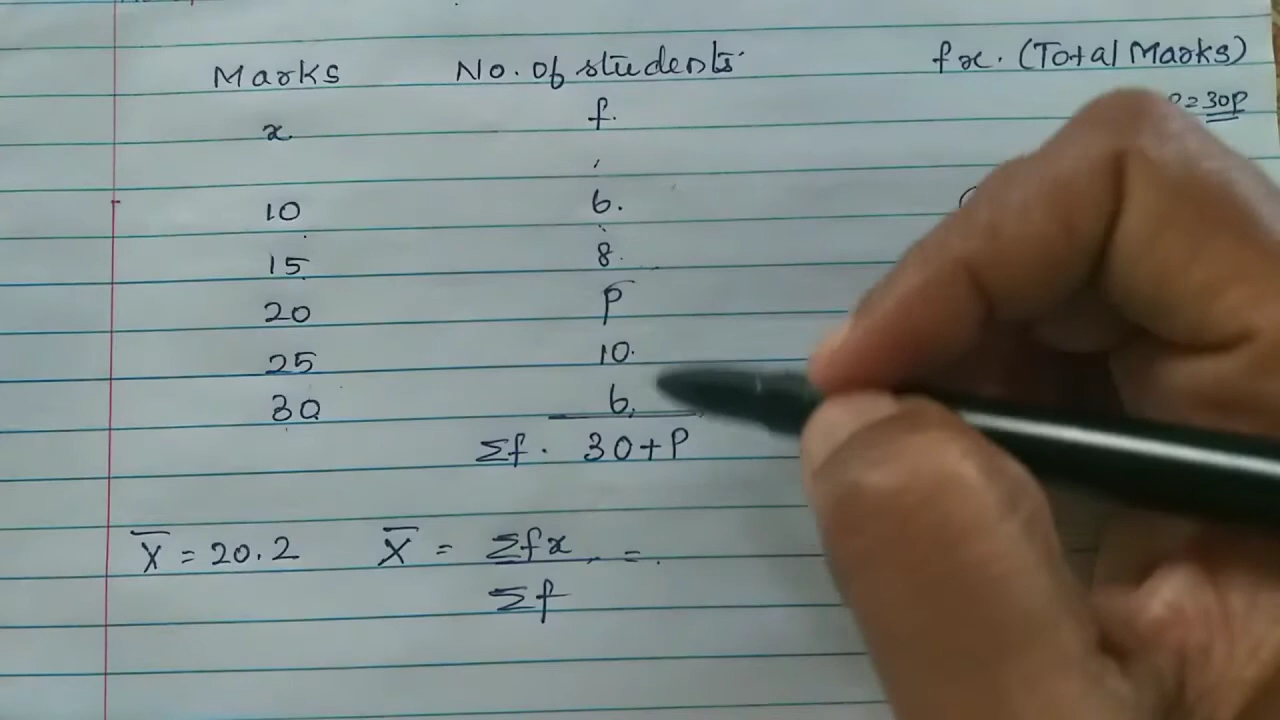 Marks No. Of students fx. (Total Marks)
x f. = 30p
10 6.
15 8.
20 p
25 10.
30 6.
Σf. 30+P
X̅ = 20.2 X̅ = Σfx =
Σf